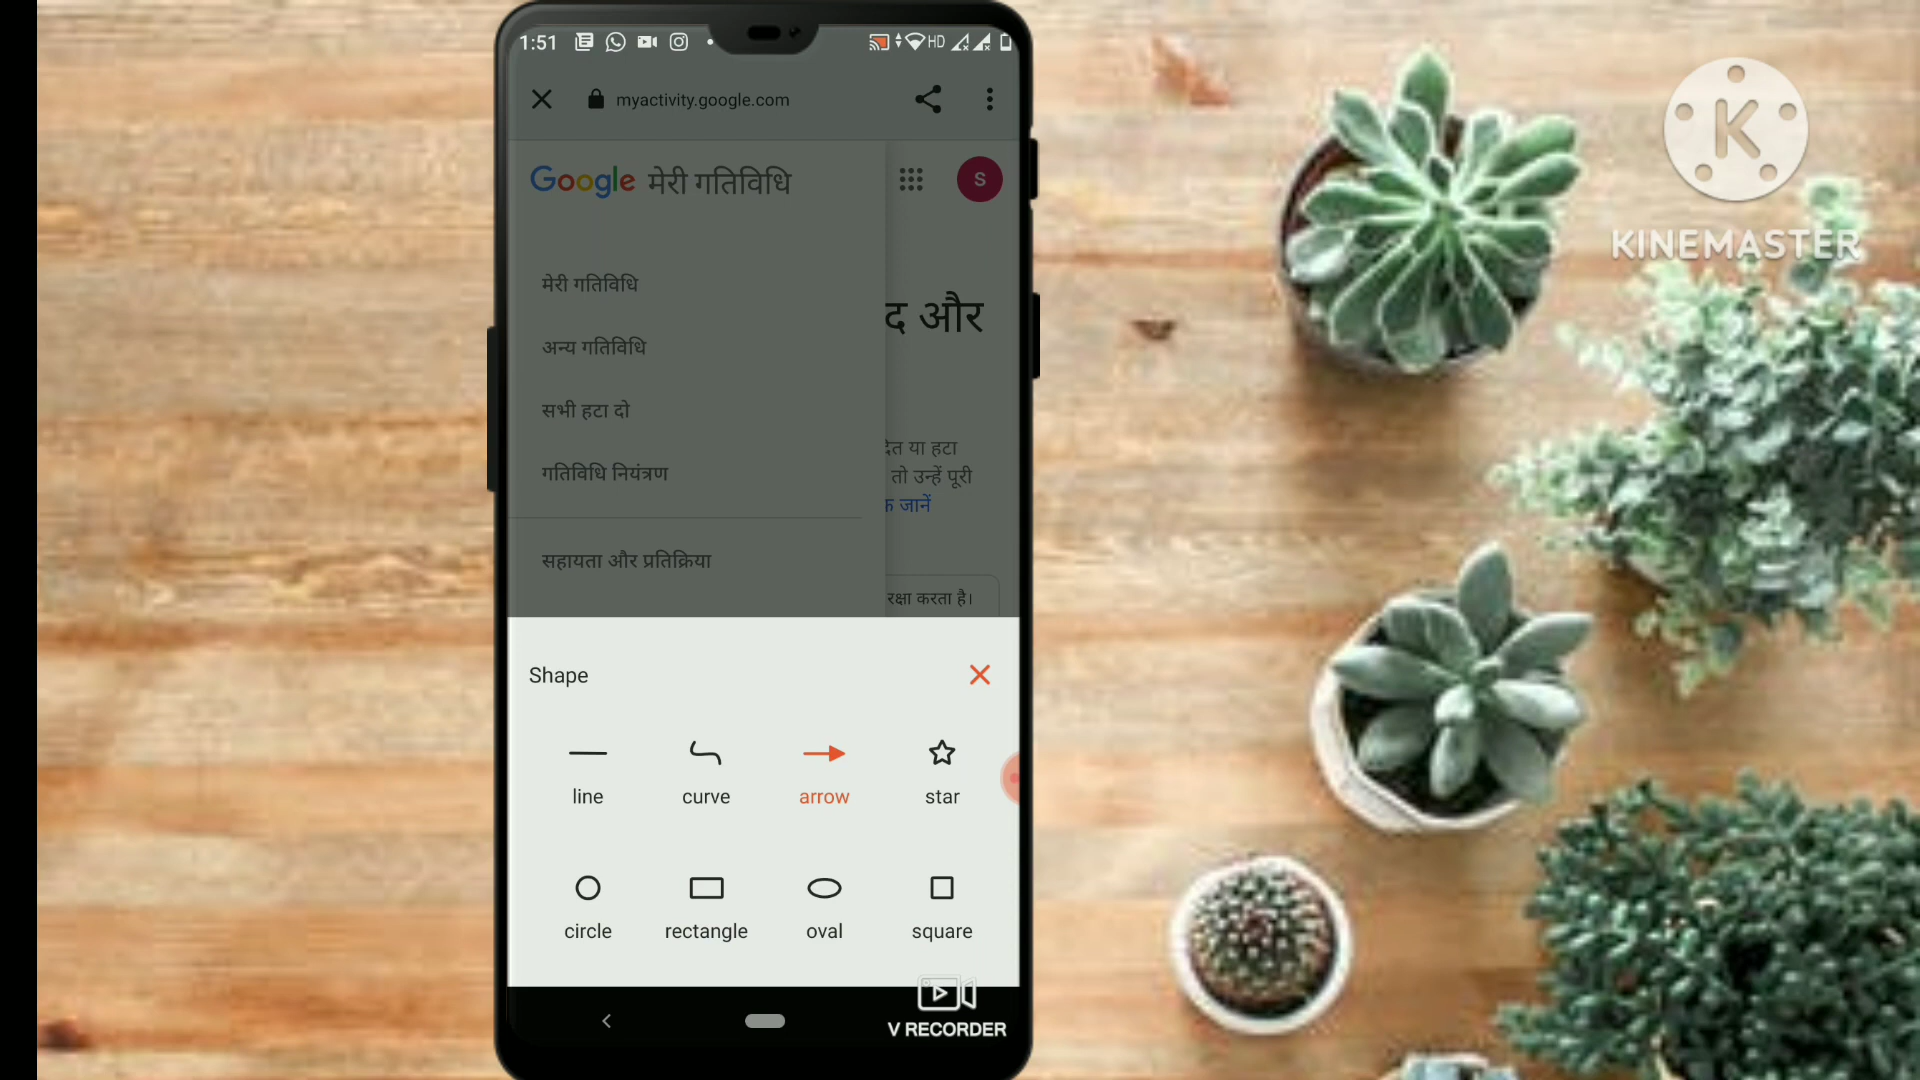 1:51
HD
myactivity.google.com
Google मेरी गतिविधि
S
मेरी गतिविधि
अन्य गतिविधि
सभी हटा दो
गतिविधि नियंत्रण
सहायता और प्रतिक्रिया
और
या हटा
तो उन्हें पूरी
जानें
करता है।
Shape
line
curve
arrow
star
circle
rectangle
oval
square
V RECORDER
K
KINEMASTER